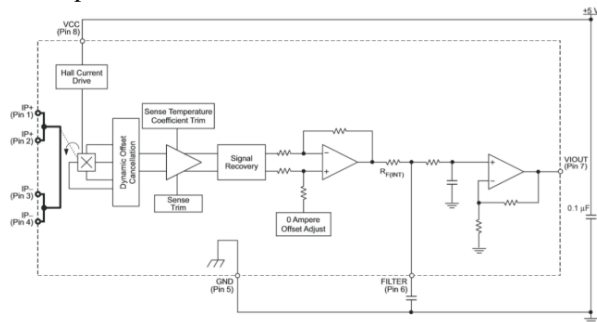 +5 V
VCC
(Pin 8)
Hall Current
Drive
IP+
(Pin 1)
IP+
(Pin 2)
IP−
(Pin 3)
IP−
(Pin 4)
Dynamic Offset
Cancellation
Sense Temperature
Coefficient Trim
Sense
Trim
Signal
Recovery
0 Ampere
Offset Adjust
RF(INT)
VIOUT
(Pin 7)
0.1 µF
GND
(Pin 5)
FILTER
(Pin 6)